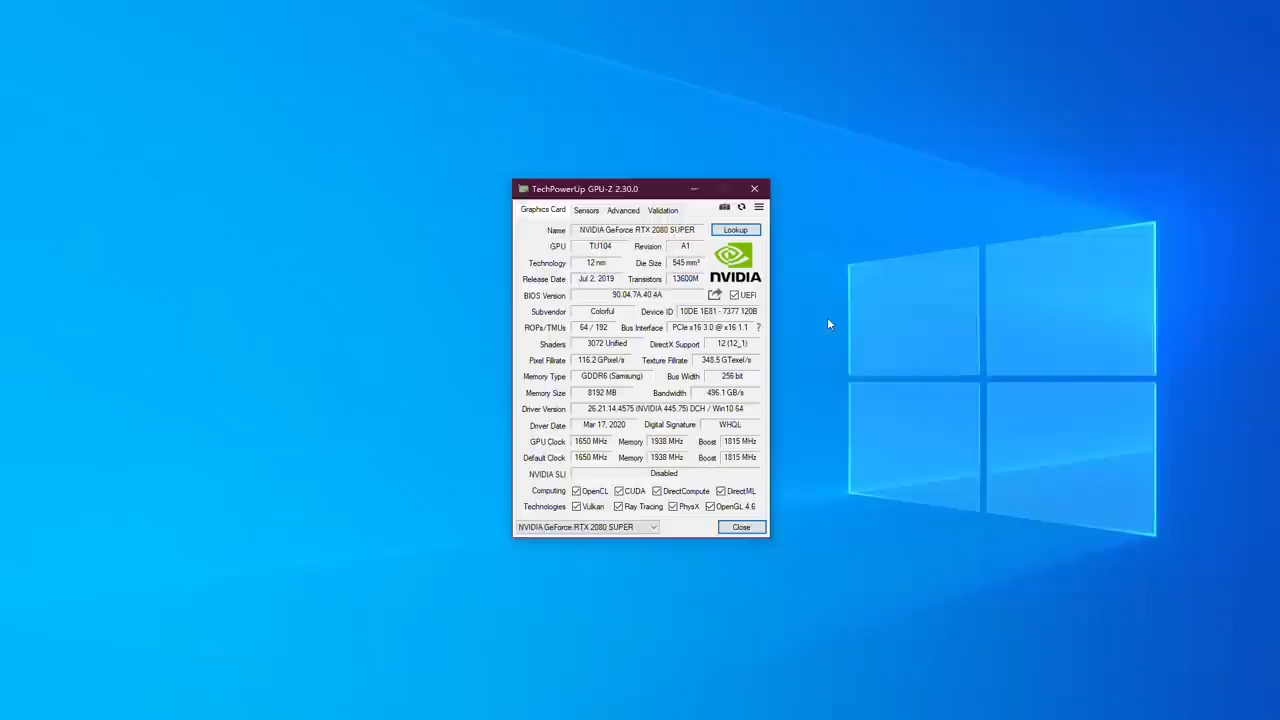 TechPowerUp GPU-Z 2.30.0
Graphics Card Sensors Advanced Validation
Name NVIDIA GeForce RTX 2080 SUPER Lookup
GPU TU104 Revision A1
Technology 12 nm Die Size 545 mm²
Release Date Jul 2, 2019 Transistors 13600M
NVIDIA
BIOS Version 90.04.7A.40.4A UEFI
Subvendor Colorful Device ID 10DE 1E81 - 7377 120B
ROPs/TMUs 64 / 192 Bus Interface PCIe x16 3.0 @ x16 1.1 ?
Shaders 3072 Unified DirectX Support 12 (12_1)
Pixel Fillrate 116.2 GPixel/s Texture Fillrate 348.5 GTexel/s
Memory Type GDDR6 (Samsung) Bus Width 256 bit
Memory Size 8192 MB Bandwidth 496.1 GB/s
Driver Version 26.21.14.4575 (NVIDIA 445.75) DCH / Win10 64
Driver Date Mar 17, 2020 Digital Signature WHQL
GPU Clock 1650 MHz Memory 1938 MHz Boost 1815 MHz
Default Clock 1650 MHz Memory 1938 MHz Boost 1815 MHz
NVIDIA SLI Disabled
Computing OpenCL CUDA DirectCompute DirectML
Technologies Vulkan Ray Tracing PhysX OpenGL 4.6
NVIDIA GeForce RTX 2080 SUPER Close